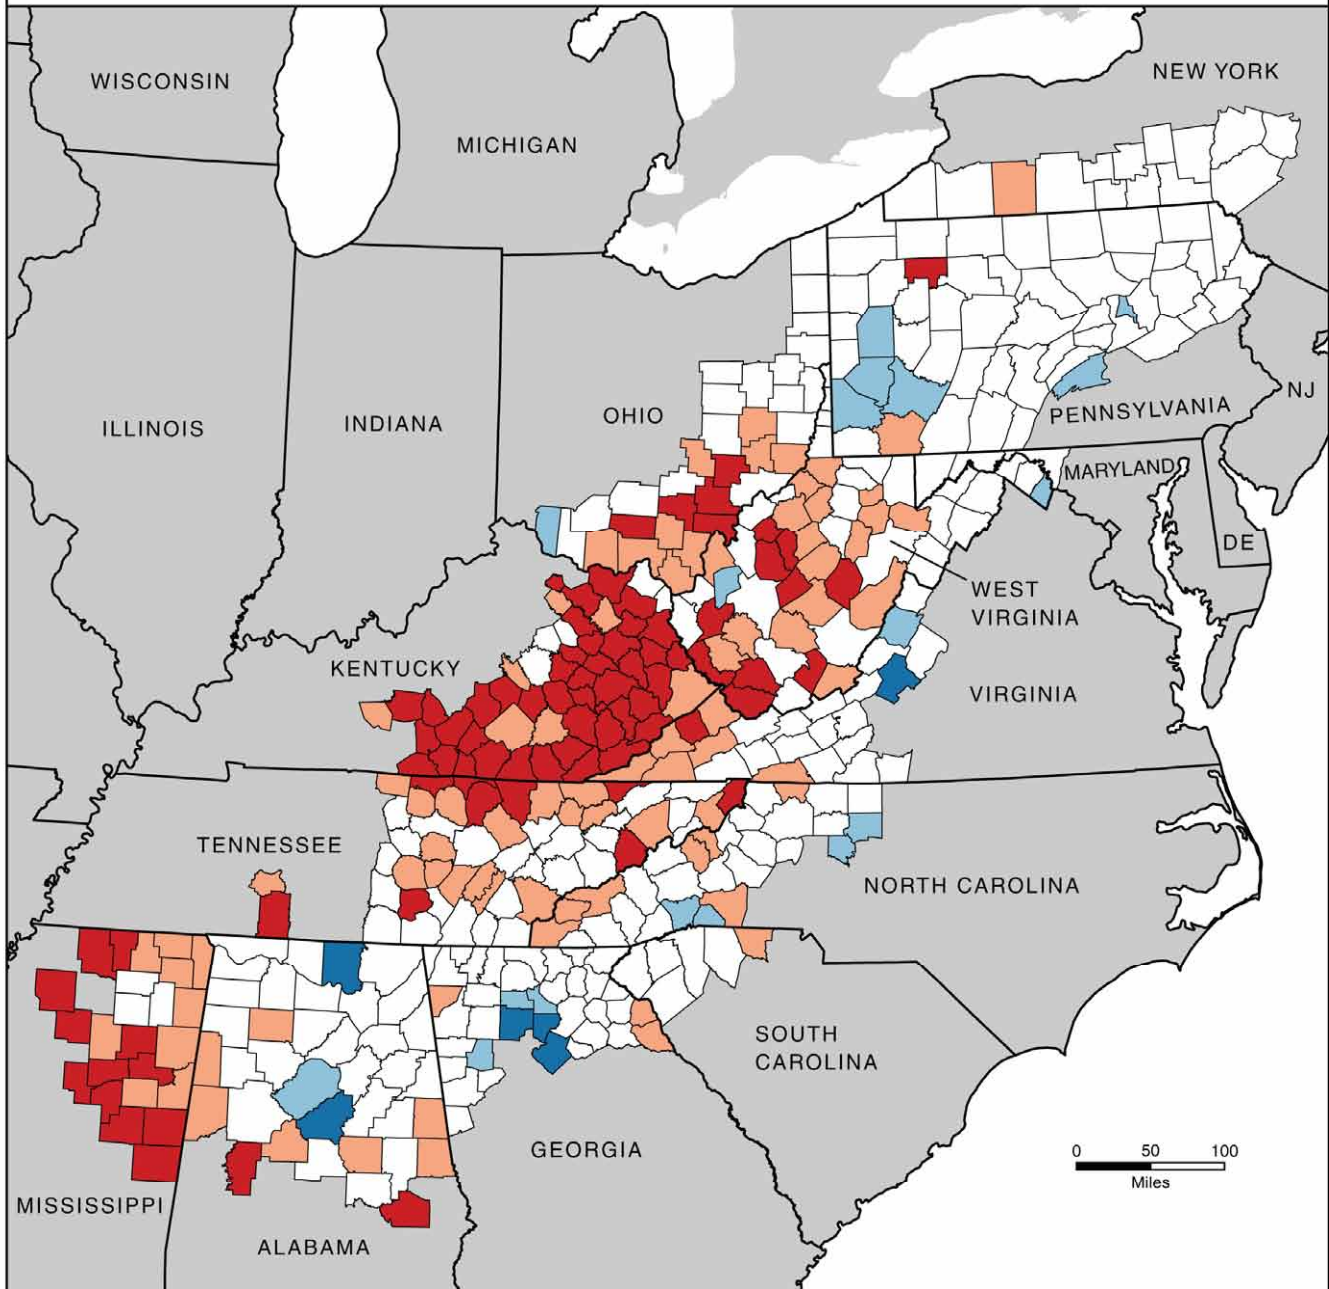 NEW YORK
WISCONSIN
MICHIGAN
NJ
PENNSYLVANIA
OHIO
INDIANA
ILLINOIS
MARYLAND
DE
WEST
VIRGINIA
KENTUCKY
VIRGINIA
TENNESSEE
NORTH CAROLINA
SOUTH
CAROLINA
GEORGIA
0 50 100
Miles
MISSISSIPPI
ALABAMA